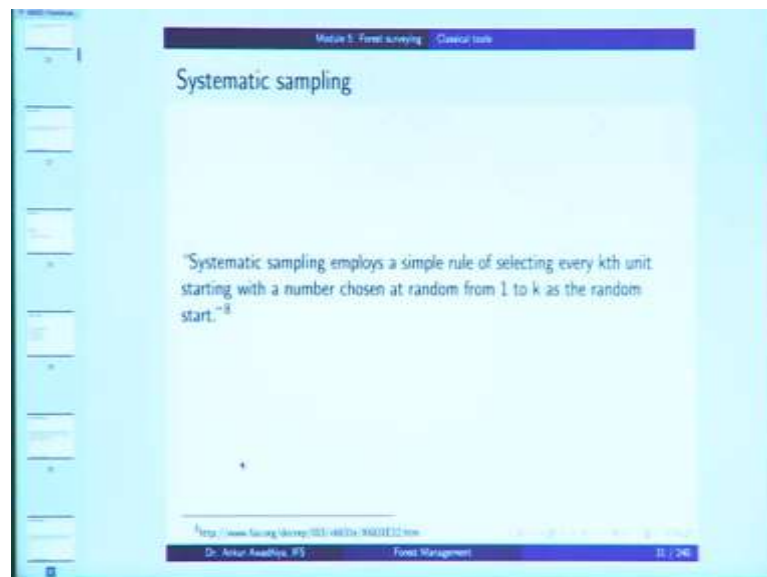 Module 5: Forest surveying Classical tools
Systematic sampling
"Systematic sampling employs a simple rule of selecting every kth unit
starting with a number chosen at random from 1 to k as the random
start."8
Dr. Ankur Awadhiya, IFS Forest Management